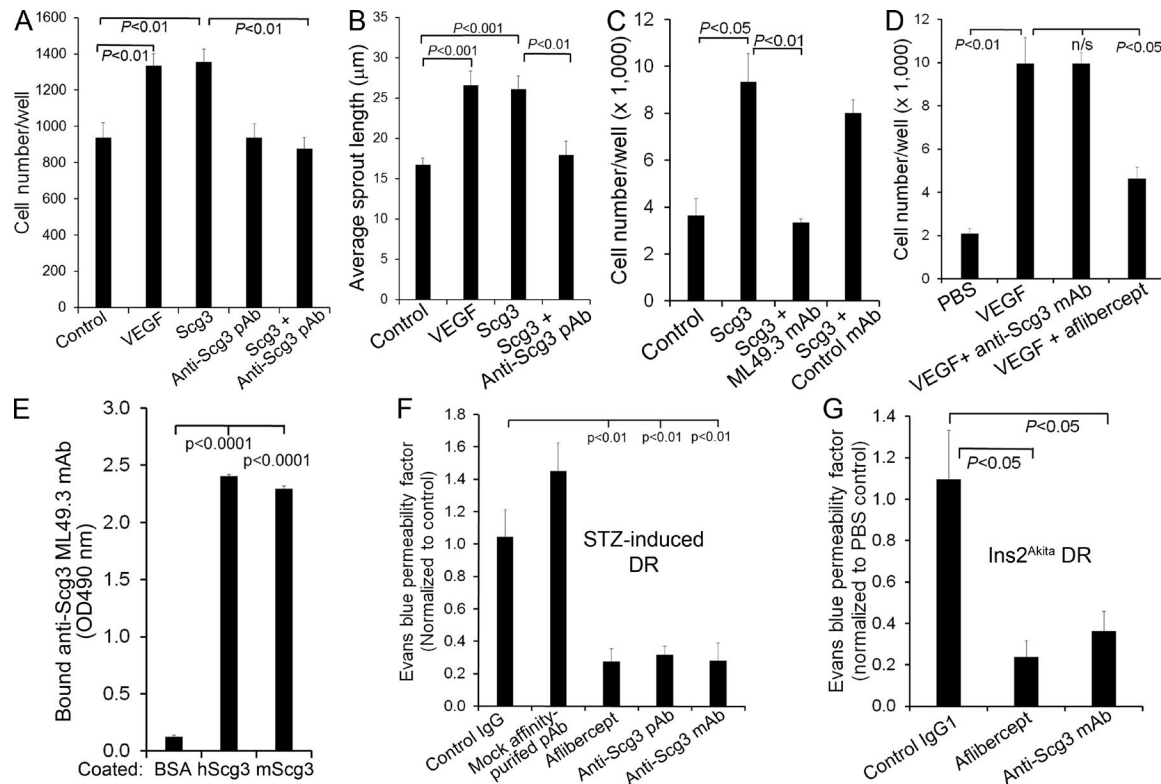 A
P<0.01
P<0.01
P<0.01
Cell number/well
1600
1400
1200
1000
800
600
400
200
0
Control
VEGF
Scg3
Anti-Scg3 pAb
Scg3 +
Anti-Scg3 pAb
B
P<0.001
P<0.001
P<0.01
Average sprout length (µm)
35
30
25
20
15
10
5
0
Control
VEGF
Scg3
Scg3 +
Anti-Scg3 pAb
C
P<0.05
P<0.01
Cell number/well (x 1,000)
12
10
8
6
4
2
0
Control
Scg3
Scg3 +
ML49.3 mAb
Scg3 +
Control mAb
D
P<0.01
n/s
P<0.05
Cell number/well (x 1,000)
12
10
8
6
4
2
0
PBS
VEGF
VEGF+ anti-Scg3 mAb
VEGF + aflibercept
E
p<0.0001
p<0.0001
Bound anti-Scg3 ML49.3 mAb
(OD490 nm)
3.0
2.5
2.0
1.5
1.0
0.5
0.0
Coated: BSA hScg3 mScg3
F
p<0.01 p<0.01 p<0.01
Evans blue permeability factor
(Normalized to control)
1.8
1.6
1.4
1.2
1.0
0.8
0.6
0.4
0.2
0.0
STZ-induced
DR
Control IgG
Mock affinity-
purifed pAb
Aflibercept
Anti-Scg3 pAb
Anti-Scg3 mAb
G
P<0.05
P<0.05
Evans blue permeability factor
(normalized to PBS control)
1.4
1.2
1.0
0.8
0.6
0.4
0.2
0.0
Ins2Akita DR
Control IgG1
Aflibercept
Anti-Scg3 mAb